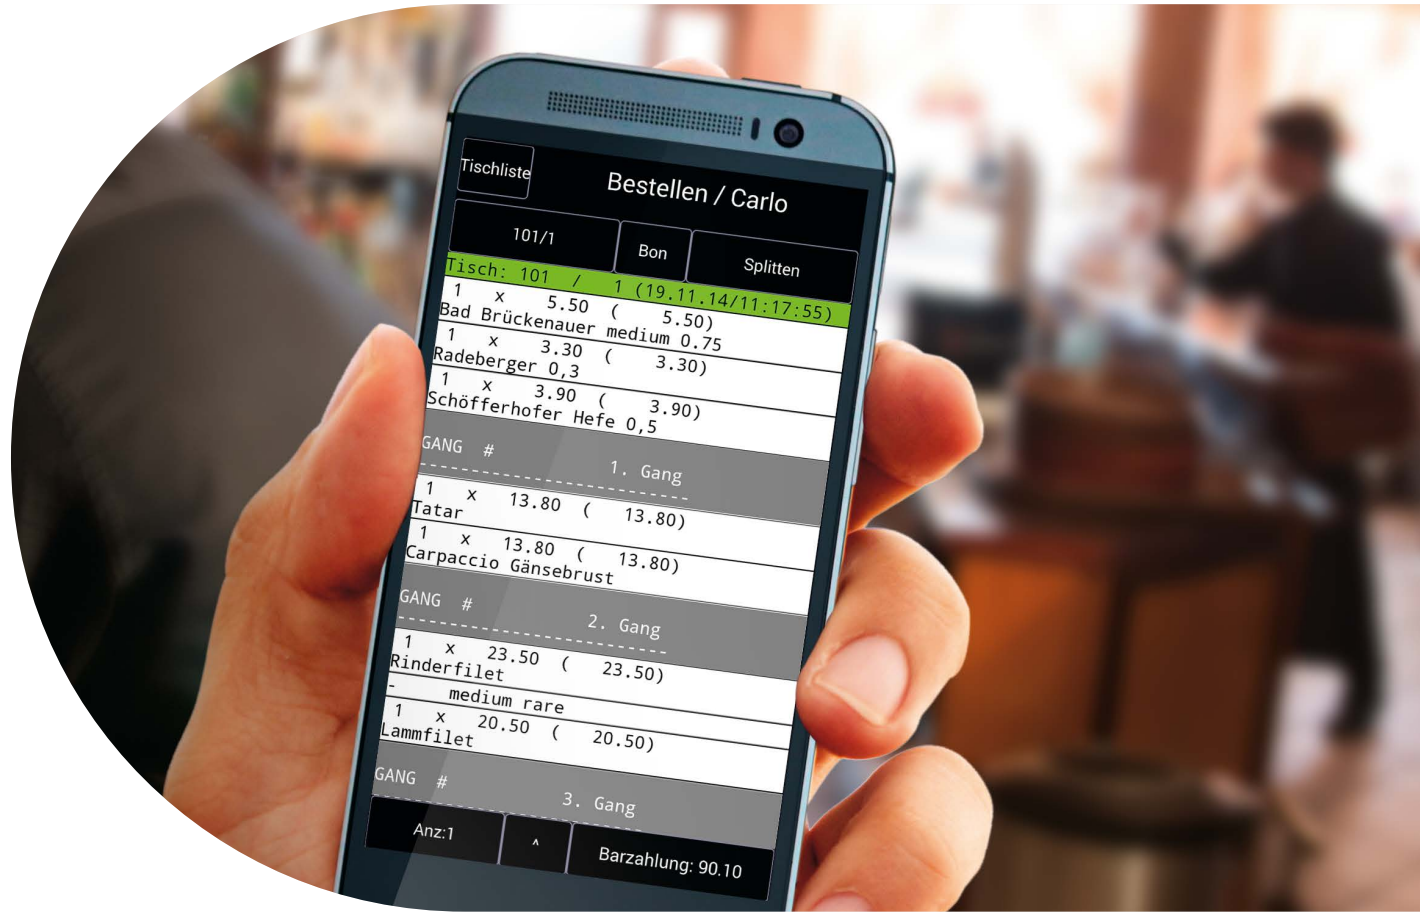 Tischliste
Bestellen / Carlo
101/1
Bon
Splitten
Tisch: 101 / 1 (19.11.14/11:17:55)
1 x 5.50 ( 5.50)
Bad Brückenauer medium 0.75
1 x 3.30 ( 3.30)
Radeberger 0,3
1 x 3.90 ( 3.90)
Schöfferhofer Hefe 0,5
GANG # 1. Gang
1 x 13.80 ( 13.80)
Tatar
1 x 13.80 ( 13.80)
Carpaccio Gänsebrust
GANG # 2. Gang
1 x 23.50 ( 23.50)
Rinderfilet
- medium rare
1 x 20.50 ( 20.50)
Lammfilet
GANG # 3. Gang
Anz:1
^
Barzahlung: 90.10